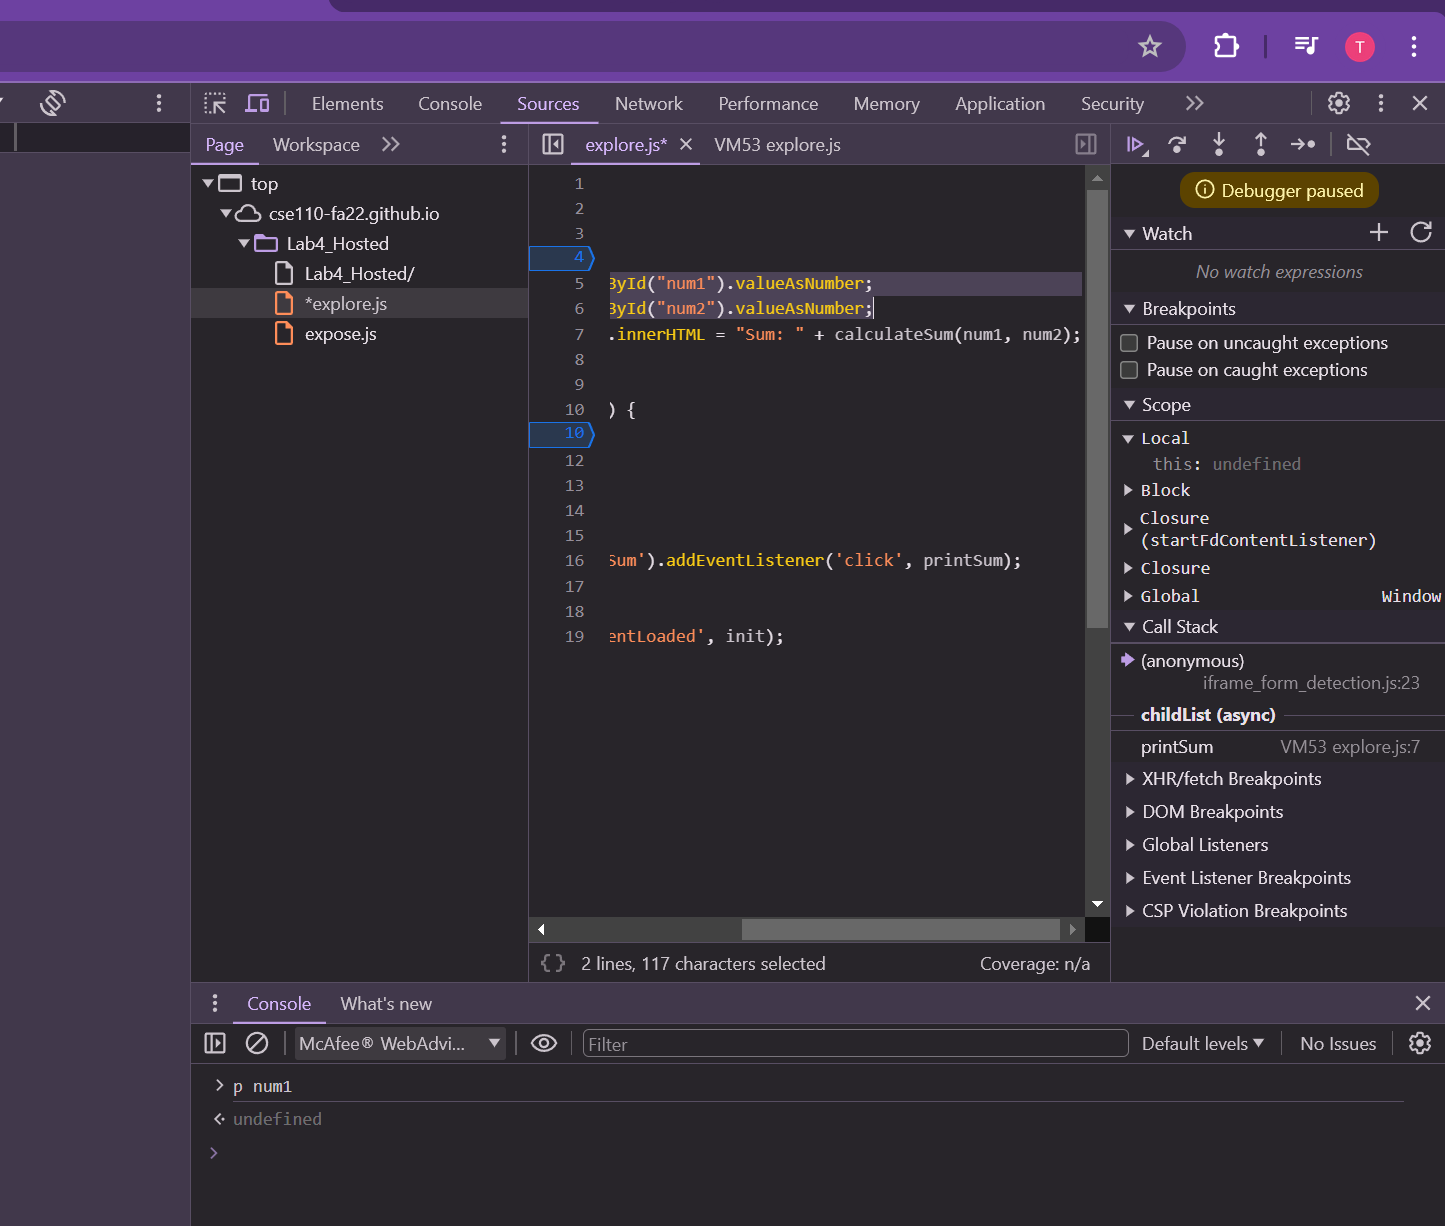 T
Elements Console Sources Network Performance Memory Application Security
Page Workspace
explore.js* VM53 explore.js
Debugger paused
top
cse110-fa22.github.io
Lab4_Hosted
Lab4_Hosted/
*explore.js
expose.js
1
2
3
4
5 ById("num1").valueAsNumber;
6 ById("num2").valueAsNumber;
7 .innerHTML = "Sum: " + calculateSum(num1, num2);
8
9
10 ) {
10
12
13
14
15
16 Sum').addEventListener('click', printSum);
17
18
19 entLoaded', init);
{ } 2 lines, 117 characters selected Coverage: n/a
Watch
No watch expressions
Breakpoints
Pause on uncaught exceptions
Pause on caught exceptions
Scope
Local
this: undefined
Block
Closure
(startFdContentListener)
Closure
Global Window
Call Stack
(anonymous)
iframe_form_detection.js:23
childList (async)
printSum VM53 explore.js:7
XHR/fetch Breakpoints
DOM Breakpoints
Global Listeners
Event Listener Breakpoints
CSP Violation Breakpoints
Console What's new
McAfee® WebAdvi... Filter Default levels No Issues
> p num1
undefined
>